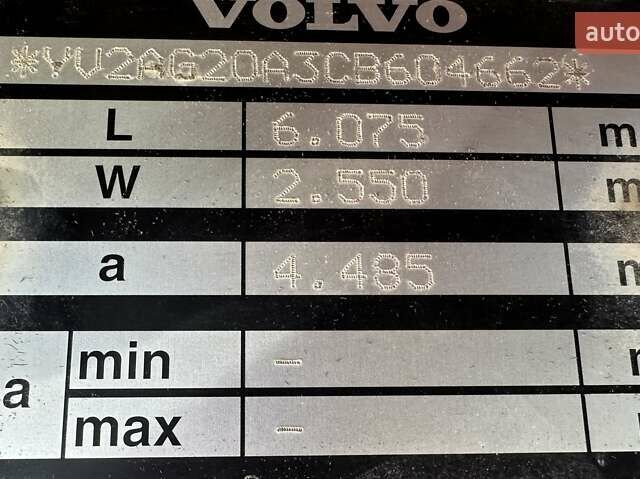 VOLVO
auto
*YV2AG20A3CB604662*
L 6.075 m
W 2.550 m
a 4.485 m
a min -
max -